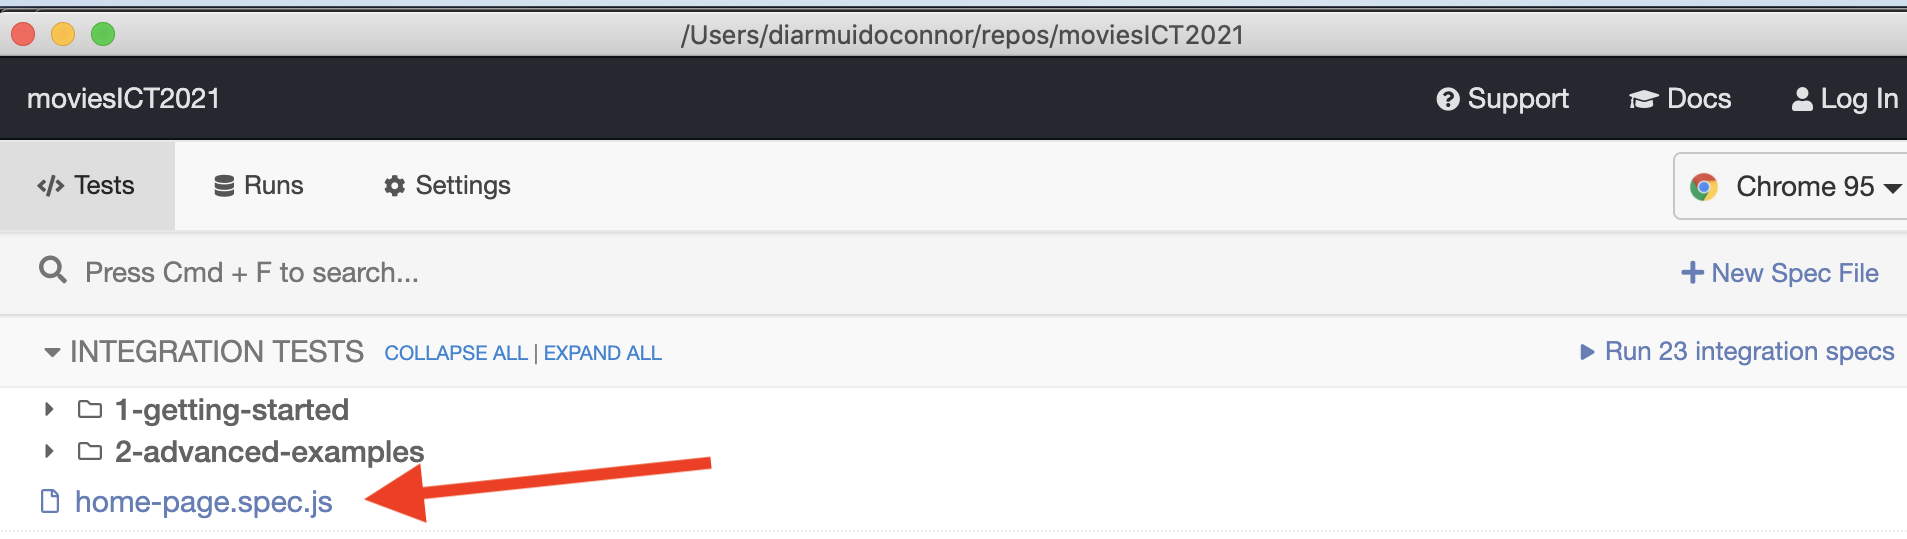 /Users/diarmuidoconnor/repos/moviesICT2021
moviesICT2021 Support Docs Log In
</> Tests Runs Settings Chrome 95
Press Cmd + F to search... + New Spec File
INTEGRATION TESTS COLLAPSE ALL | EXPAND ALL Run 23 integration specs
1-getting-started
2-advanced-examples
home-page.spec.js